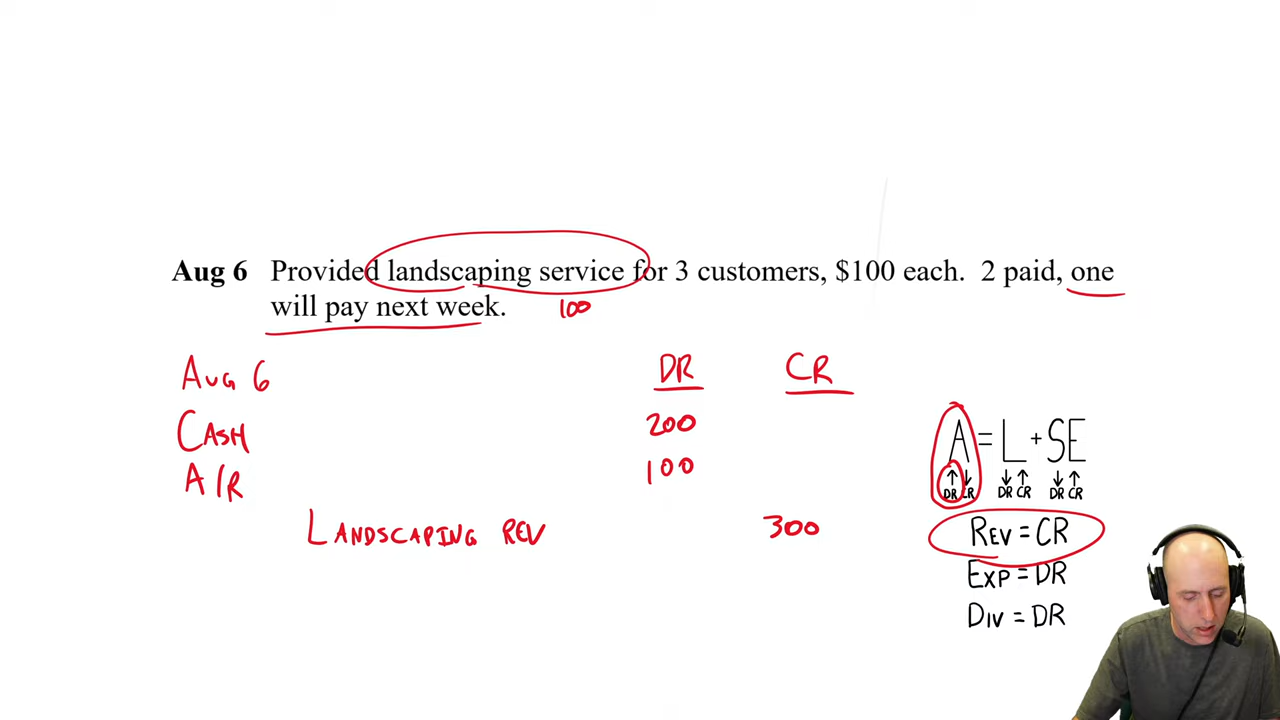 Aug 6 Provided landscaping service for 3 customers, $100 each. 2 paid, one
will pay next week.
100
AUG 6 DR CR
CASH 200
A/R 100
LANDSCAPING REV 300
A = L + SE
↑ ↓ ↓ ↑ ↓ ↑
DR CR DR CR DR CR
REV = CR
EXP = DR
DIV = DR